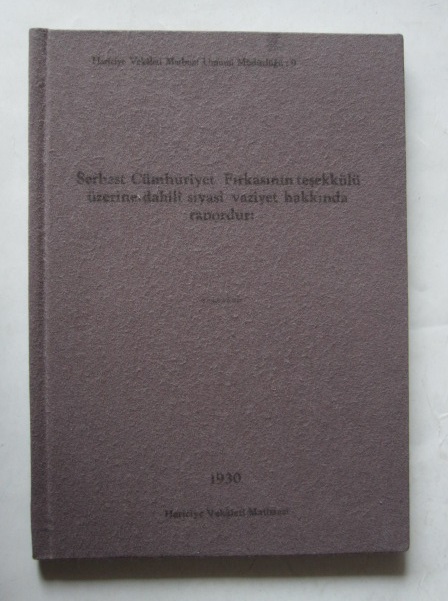 Hariciye Vekâleti Matbuat Umumî Müdürlüğü : 9
Serbest Cümhuriyet Fırkasının teşekkülü
üzerine dahilî siyasî vaziyet hakkında
rapordur:
1930
Hariciye Vekâleti Matbaası